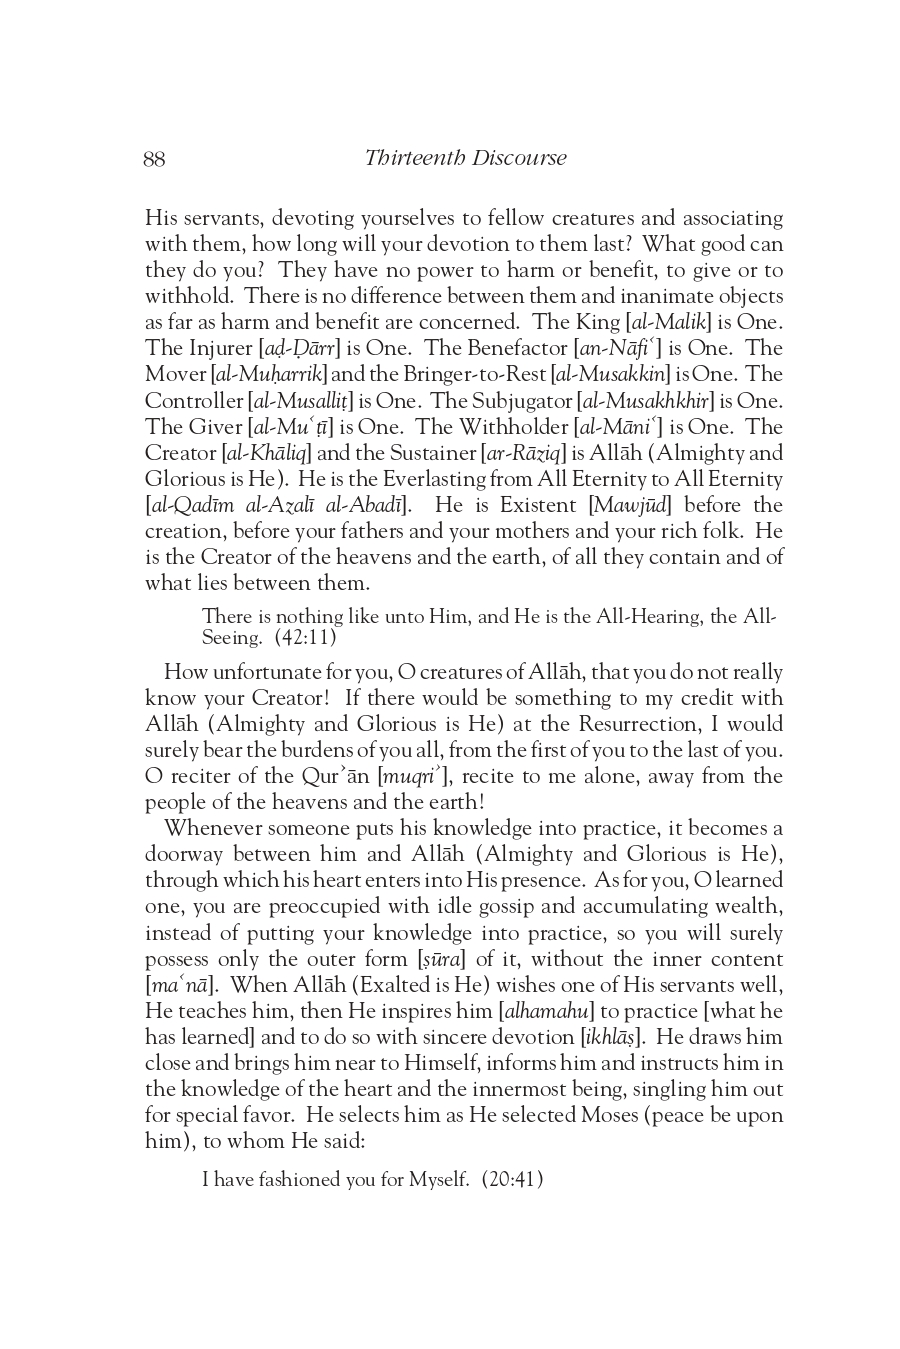 88 Thirteenth Discourse
His servants, devoting yourselves to fellow creatures and associating
with them, how long will your devotion to them last? What good can
they do you? They have no power to harm or benefit, to give or to
withhold. There is no difference between them and inanimate objects
as far as harm and benefit are concerned. The King [al-Malik] is One.
The Injurer [aḍ-Ḍārr] is One. The Benefactor [an-Nāfiʿ] is One. The
Mover [al-Muḥarrik] and the Bringer-to-Rest [al-Musakkin] is One. The
Controller [al-Musalliṭ] is One. The Subjugator [al-Musakhkhir] is One.
The Giver [al-Muʿṭī] is One. The Withholder [al-Māniʿ] is One. The
Creator [al-Khāliq] and the Sustainer [ar-Rāziq] is Allāh (Almighty and
Glorious is He). He is the Everlasting from All Eternity to All Eternity
[al-Qadīm al-Azalī al-Abadī]. He is Existent [Mawjūd] before the
creation, before your fathers and your mothers and your rich folk. He
is the Creator of the heavens and the earth, of all they contain and of
what lies between them.
There is nothing like unto Him, and He is the All-Hearing, the All-
Seeing. (42:11)
How unfortunate for you, O creatures of Allāh, that you do not really
know your Creator! If there would be something to my credit with
Allāh (Almighty and Glorious is He) at the Resurrection, I would
surely bear the burdens of you all, from the first of you to the last of you.
O reciter of the Qurʾān [muqriʾ], recite to me alone, away from the
people of the heavens and the earth!
Whenever someone puts his knowledge into practice, it becomes a
doorway between him and Allāh (Almighty and Glorious is He),
through which his heart enters into His presence. As for you, O learned
one, you are preoccupied with idle gossip and accumulating wealth,
instead of putting your knowledge into practice, so you will surely
possess only the outer form [ṣūra] of it, without the inner content
[maʿnā]. When Allāh (Exalted is He) wishes one of His servants well,
He teaches him, then He inspires him [alhamahu] to practice [what he
has learned] and to do so with sincere devotion [ikhlāṣ]. He draws him
close and brings him near to Himself, informs him and instructs him in
the knowledge of the heart and the innermost being, singling him out
for special favor. He selects him as He selected Moses (peace be upon
him), to whom He said:
I have fashioned you for Myself. (20:41)